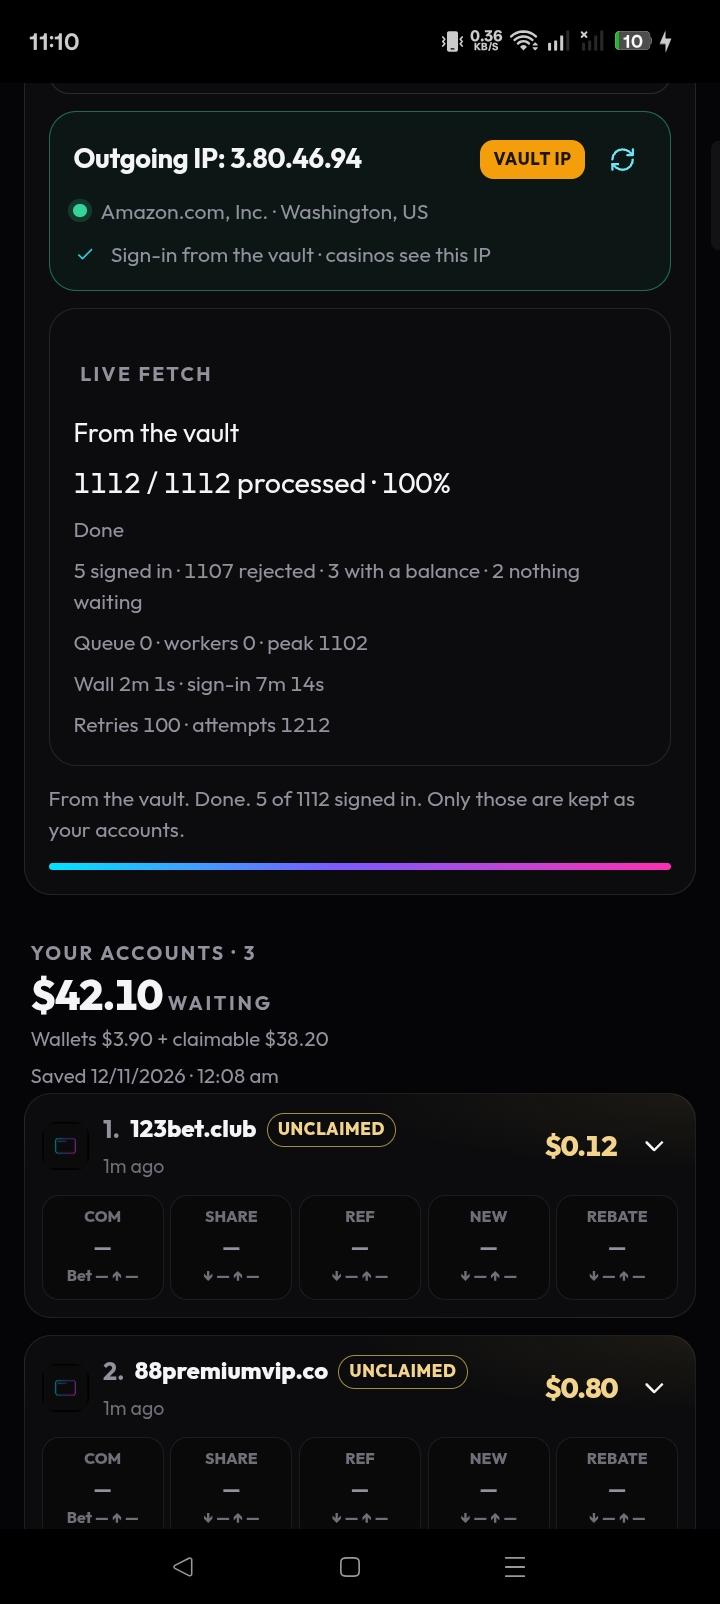 11:10
0.36
KB/S
10
Outgoing IP: 3.80.46.94
VAULT IP
Amazon.com, Inc. · Washington, US
Sign-in from the vault · casinos see this IP
LIVE FETCH
From the vault
1112 / 1112 processed · 100%
Done
5 signed in · 1107 rejected · 3 with a balance · 2 nothing
waiting
Queue 0 · workers 0 · peak 1102
Wall 2m 1s · sign-in 7m 14s
Retries 100 · attempts 1212
From the vault. Done. 5 of 1112 signed in. Only those are kept as
your accounts.
YOUR ACCOUNTS · 3
$42.10 WAITING
Wallets $3.90 + claimable $38.20
Saved 12/11/2026 · 12:08 am
1. 123bet.club UNCLAIMED
$0.12
1m ago
COM SHARE REF NEW REBATE
— — — — —
Bet — ↑ — ↓ — ↑ — ↓ — ↑ — ↓ — ↑ — ↓ — ↑ —
2. 88premiumvip.co UNCLAIMED
$0.80
1m ago
COM SHARE REF NEW REBATE
— — — — —
Bet — ↑ — ↓ — ↑ — ↓ — ↑ — ↓ — ↑ — ↓ — ↑ —